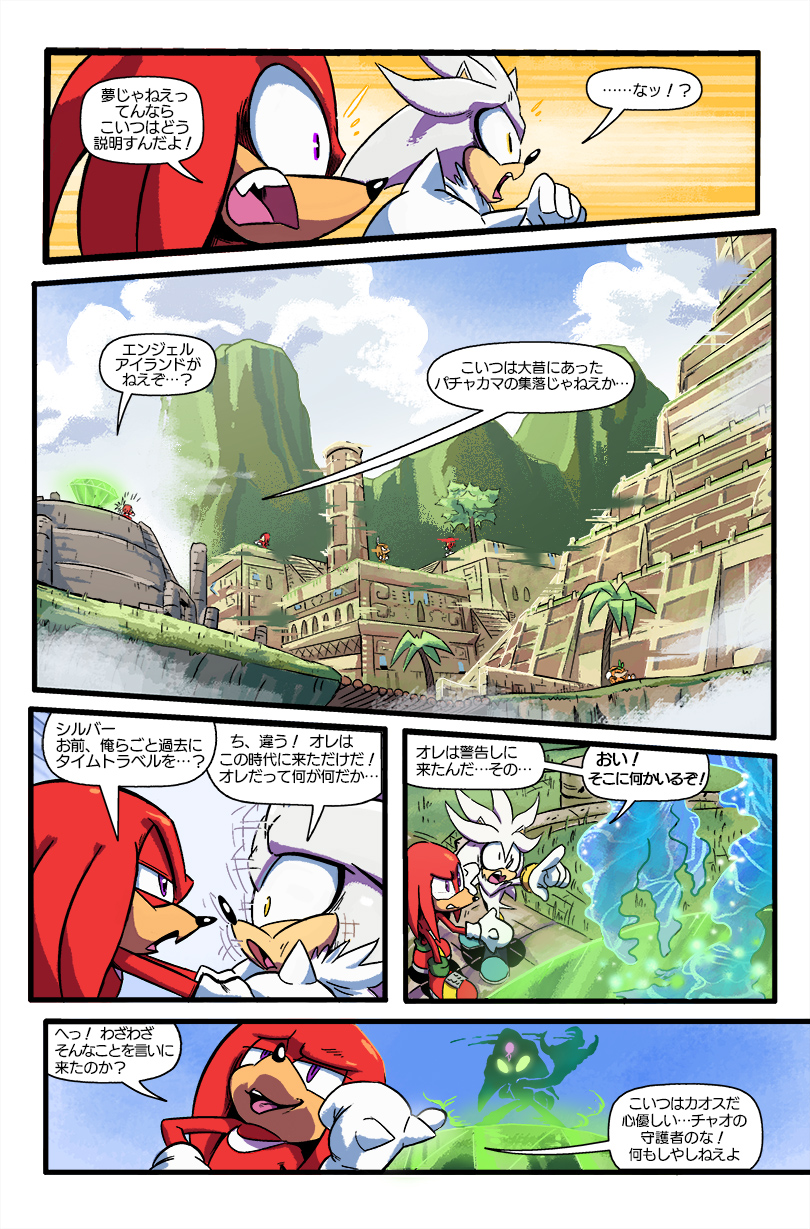 夢じゃねえっ
てんなら
こいつはどう
説明すんだよ！
……なッ！？
エンジェル
アイランドが
ねえぞ…？
こいつは大昔にあった
パチャカマの集落じゃねえか…
シルバー
お前、俺らごと過去に
タイムトラベルを…？
ち、違う！ オレは
この時代に来ただけだ！
オレだって何が何だか…
オレは警告しに
来たんだ…その…
おい！
そこに何かいるぞ！
へっ！ わざわざ
そんなことを言いに
来たのか？
こいつはカオスだ
心優しい…チャオの
守護者のな！
何もしやしねえよ